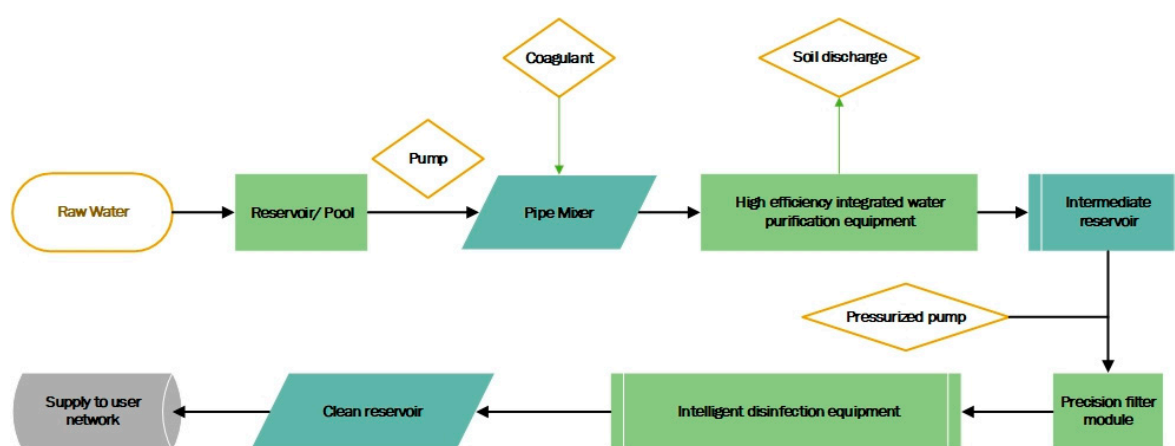 Coagulant
Soil discharge
Pump
Raw Water
Reservoir/ Pool
Pipe Mixer
High efficiency integrated water
purification equipment
Intermediate
reservoir
Pressurized pump
Supply to user
network
Clean reservoir
Intelligent disinfection equipment
Precision filter
module